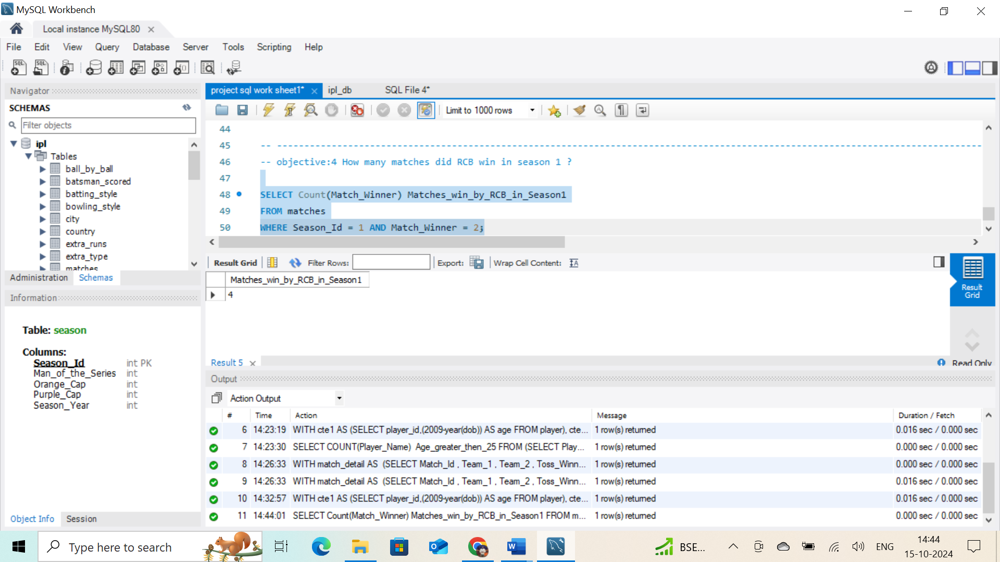 MySQL Workbench
Local instance MySQL80
File Edit View Query Database Server Tools Scripting Help
Navigator
SCHEMAS
Filter objects
ipl
Tables
ball_by_ball
batsman_scored
batting_style
bowling_style
city
country
extra_runs
extra_type
matches
Administration Schemas
Information
Table: season
Columns:
Season_Id int PK
Man_of_the_Series int
Orange_Cap int
Purple_Cap int
Season_Year int
Object Info Session
project sql work sheet1* ipl_db SQL File 4*
Limit to 1000 rows
44
45 -- ----------------------------------------------------------------------------------------------------------------------------------
46 -- objective:4 How many matches did RCB win in season 1 ?
47
48 SELECT Count(Match_Winner) Matches_win_by_RCB_in_Season1
49 FROM matches
50 WHERE Season_Id = 1 AND Match_Winner = 2;
Result Grid Filter Rows: Export: Wrap Cell Content:
Matches_win_by_RCB_in_Season1
4
Result Grid
Result 5
Read Only
Output
Action Output
# Time Action Message Duration / Fetch
6 14:23:19 WITH cte1 AS (SELECT player_id,(2009-year(dob)) AS age FROM player), cte... 1 row(s) returned 0.016 sec / 0.000 sec
7 14:23:30 SELECT COUNT(Player_Name) Age_greater_then_25 FROM (SELECT Play... 1 row(s) returned 0.000 sec / 0.000 sec
8 14:26:33 WITH match_detail AS (SELECT Match_Id , Team_1 , Team_2 , Toss_Winn... 1 row(s) returned 0.000 sec / 0.000 sec
9 14:26:33 WITH match_detail AS (SELECT Match_Id , Team_1 , Team_2 , Toss_Winn... 1 row(s) returned 0.016 sec / 0.000 sec
10 14:32:57 WITH cte1 AS (SELECT player_id,(2009-year(dob)) AS age FROM player), cte... 1 row(s) returned 0.016 sec / 0.000 sec
11 14:44:01 SELECT Count(Match_Winner) Matches_win_by_RCB_in_Season1 FROM m... 1 row(s) returned 0.000 sec / 0.000 sec
Type here to search
BSE...
ENG
14:44
15-10-2024